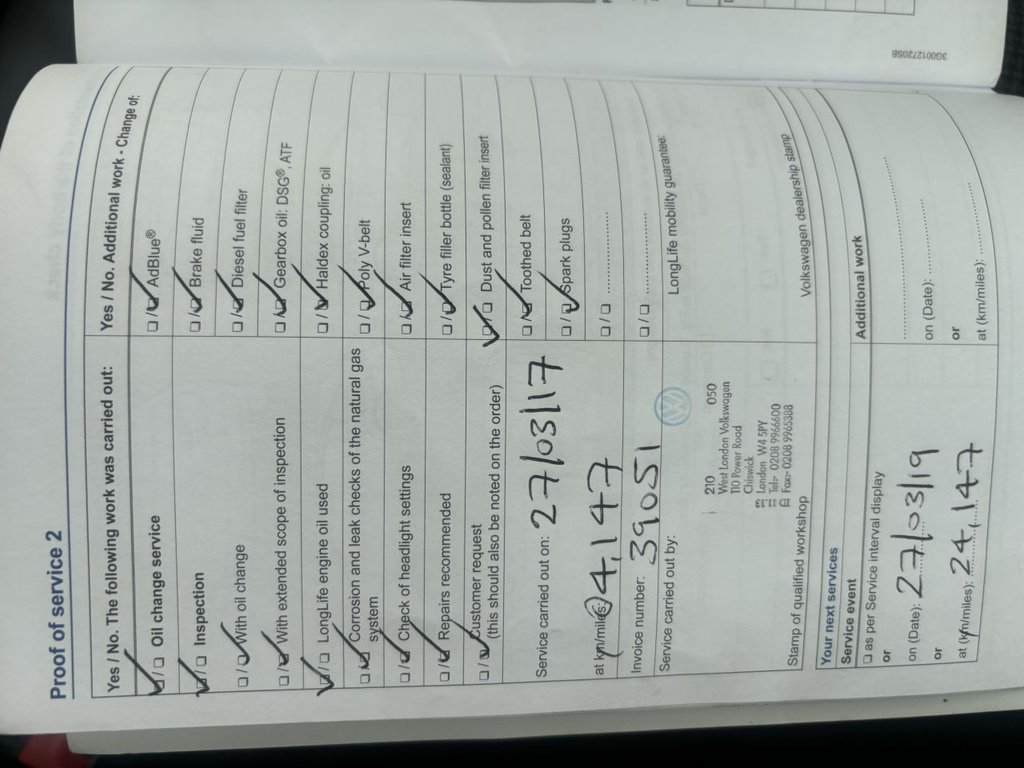 3G0012720SB
Proof of service 2
Yes / No. The following work was carried out:
☑/☐ Oil change service
☑/☐ Inspection
☐/☑ With oil change
☐/☑ With extended scope of inspection
☑/☐ LongLife engine oil used
☐/☑ Corrosion and leak checks of the natural gas
system
☐/☑ Check of headlight settings
☐/☑ Repairs recommended
☐/☑ Customer request
(this should also be noted on the order)
Yes / No. Additional work - Change of:
☐/☑ AdBlue®
☐/☑ Brake fluid
☐/☑ Diesel fuel filter
☐/☑ Gearbox oil: DSG®, ATF
☐/☑ Haldex coupling: oil
☐/☑ Poly V-belt
☐/☑ Air filter insert
☐/☑ Tyre filler bottle (sealant)
☑/☐ Dust and pollen filter insert
☐/☑ Toothed belt
☐/☑ Spark plugs
☐/☐ ....................
☐/☐ ....................
Service carried out on: 27/03/17
at km/miles: 4,147
Invoice number: 39051
Service carried out by:
210 050
West London Volkswagen
110 Power Road
Chiswick
London W4 5PY
Tel:- 0208 9966600
Fax:- 0208 9965388
Stamp of qualified workshop
LongLife mobility guarantee:
Volkswagen dealership stamp
Your next services
Service event
☐ as per Service interval display
or
on (Date): 27/03/19
or
at (km/miles): 24,147
Additional work
....................
on (Date): ....................
or
at (km/miles): ....................